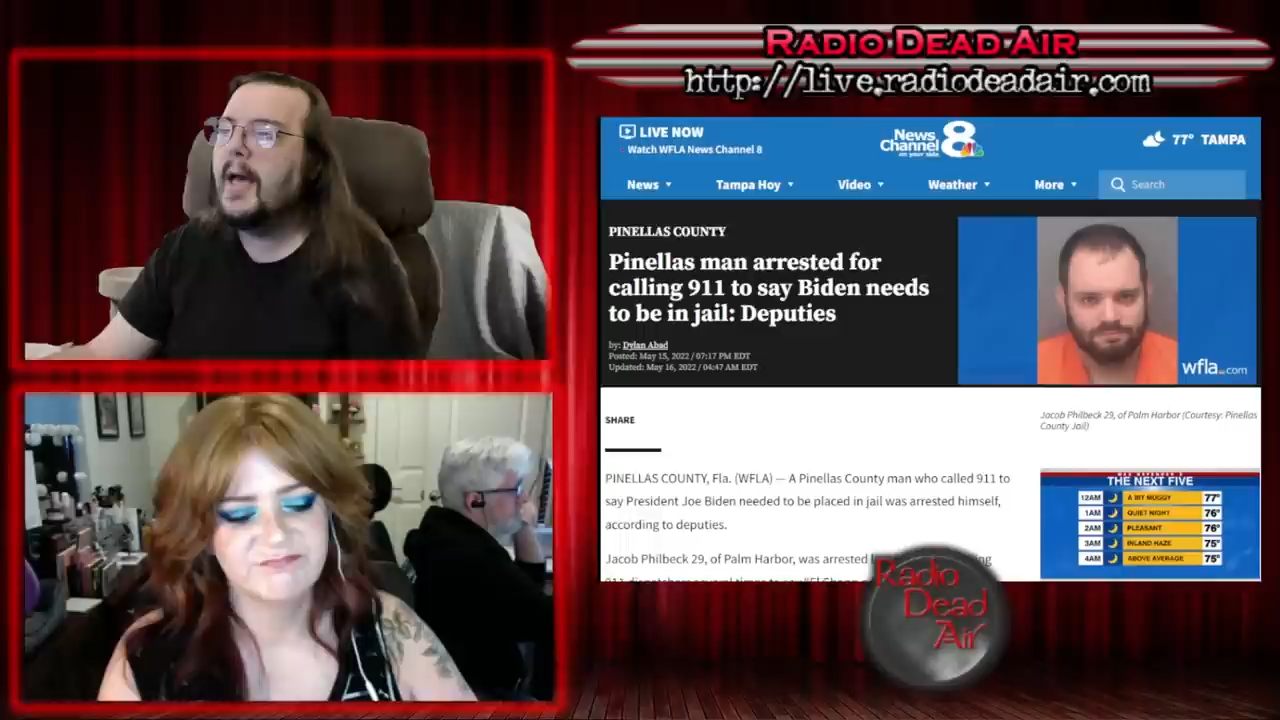 RADIO DEAD AIR
http://live.radiodeadair.com
LIVE NOW
Watch WFLA News Channel 8
News Channel 8
on your side
77° TAMPA
News
Tampa Hoy
Video
Weather
More
Search
PINELLAS COUNTY
Pinellas man arrested for
calling 911 to say Biden needs
to be in jail: Deputies
by: Dylan Abad
Posted: May 15, 2022 / 07:17 PM EDT
Updated: May 16, 2022 / 04:47 AM EDT
wfla.com
SHARE
Jacob Philbeck 29, of Palm Harbor (Courtesy: Pinellas
County Jail)
PINELLAS COUNTY, Fla. (WFLA) — A Pinellas County man who called 911 to
say President Joe Biden needed to be placed in jail was arrested himself,
according to deputies.
Jacob Philbeck 29, of Palm Harbor, was arrested
THE NEXT FIVE
12AM A BIT MUGGY 77°
1AM QUIET NIGHT 76°
2AM PLEASANT 76°
3AM INLAND HAZE 75°
4AM ABOVE AVERAGE 75°
Radio
Dead
Air